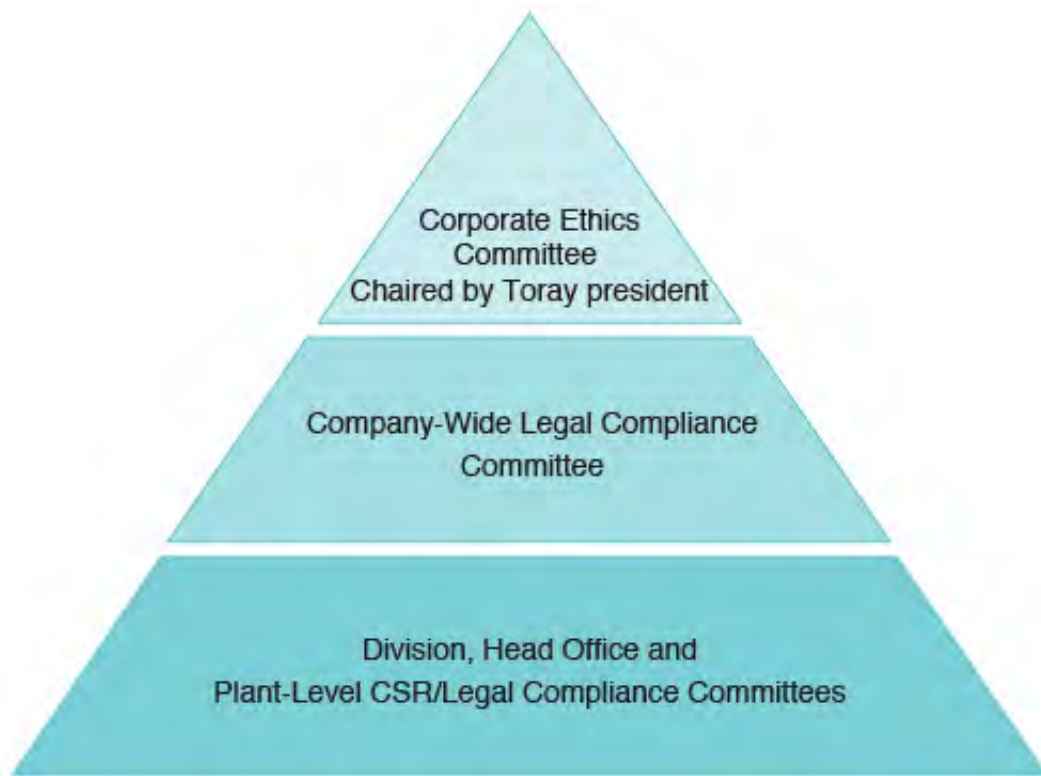 Corporate Ethics
Committee
Chaired by Toray president
Company-Wide Legal Compliance
Committee
Division, Head Office and
Plant-Level CSR/Legal Compliance Committees